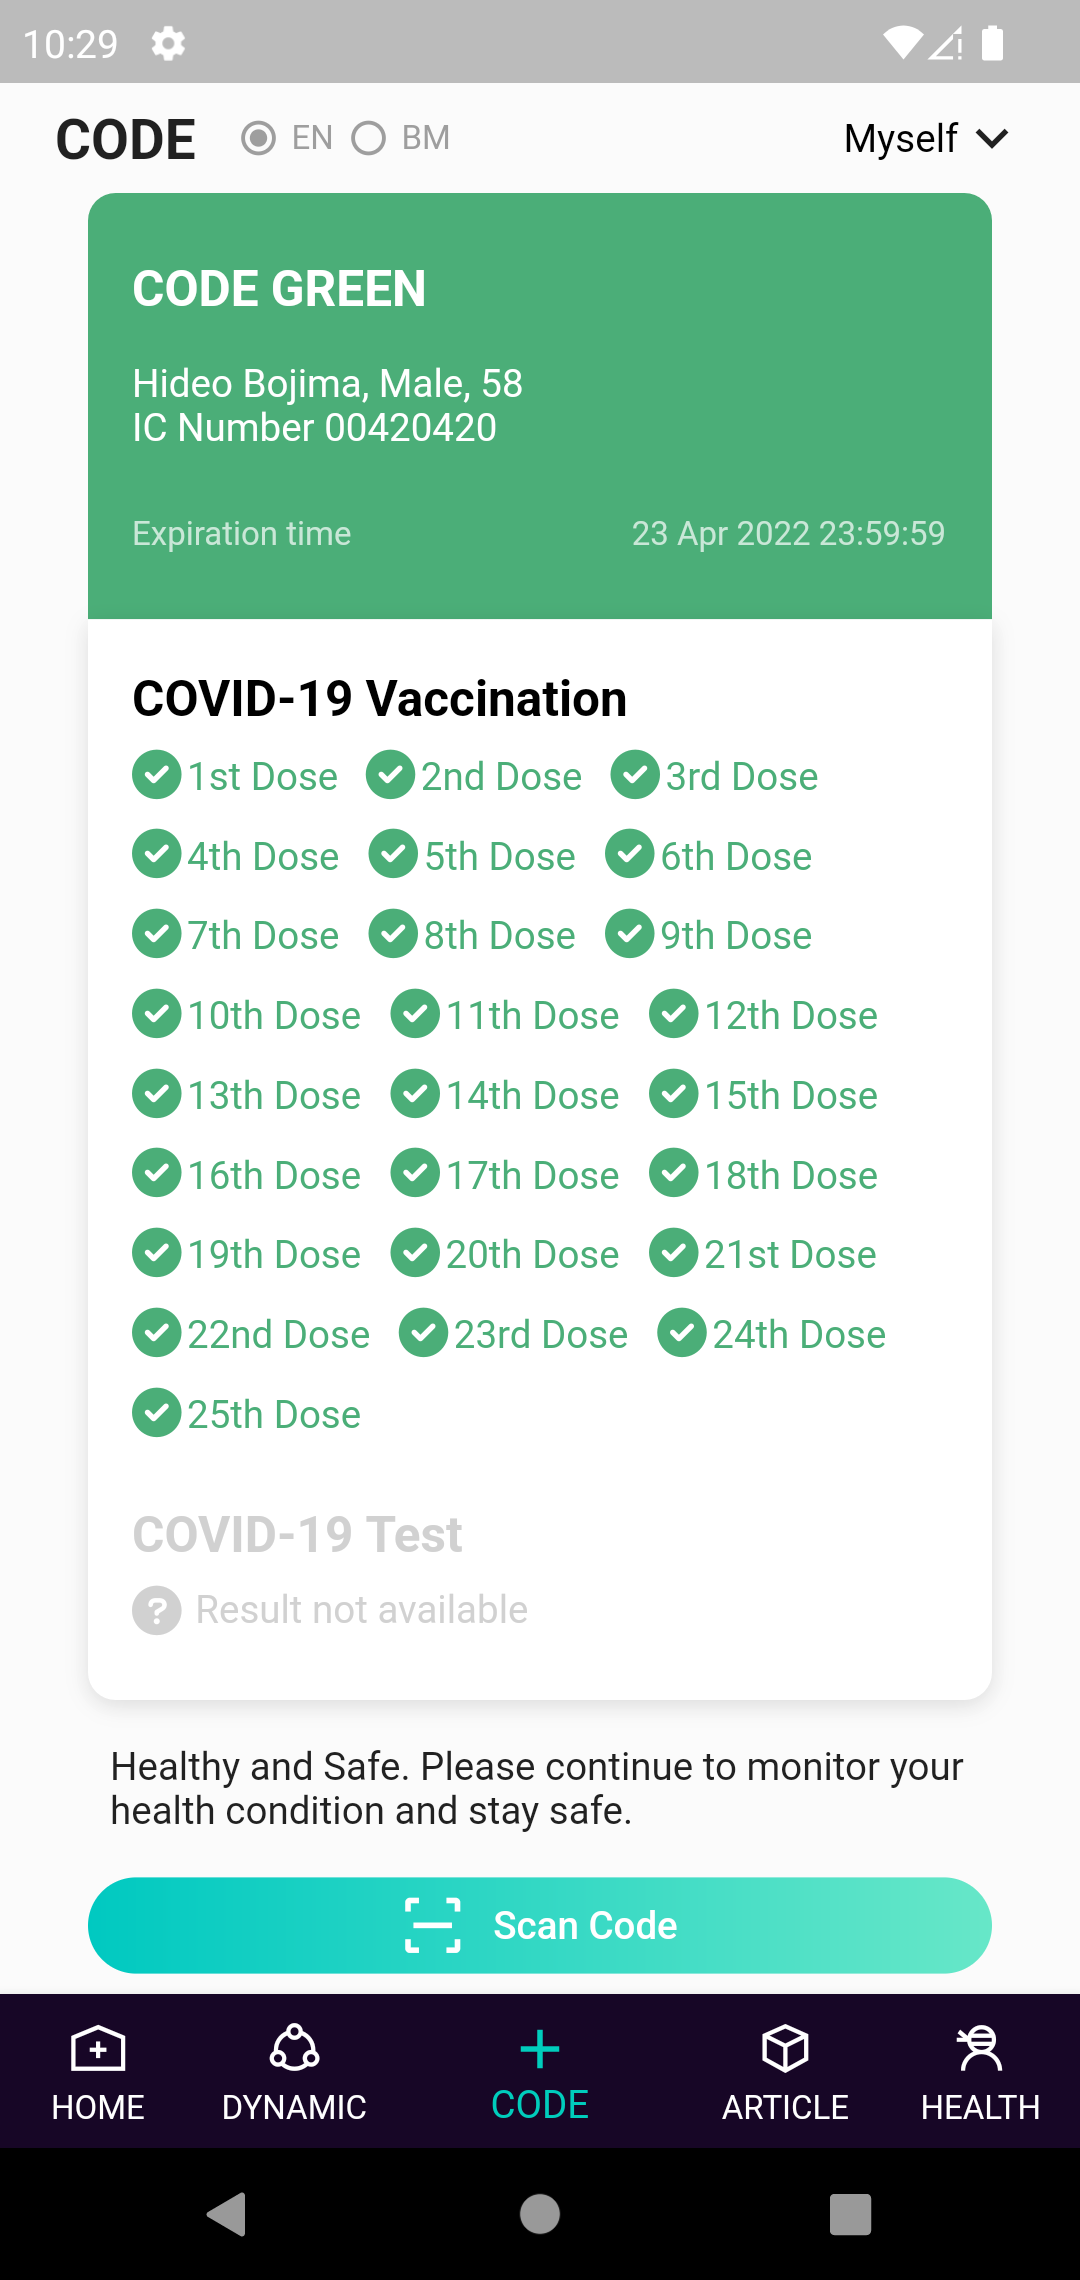 10:29
CODE EN BM Myself
CODE GREEN
Hideo Bojima, Male, 58
IC Number 00420420
Expiration time 23 Apr 2022 23:59:59
COVID-19 Vaccination
1st Dose 2nd Dose 3rd Dose
4th Dose 5th Dose 6th Dose
7th Dose 8th Dose 9th Dose
10th Dose 11th Dose 12th Dose
13th Dose 14th Dose 15th Dose
16th Dose 17th Dose 18th Dose
19th Dose 20th Dose 21st Dose
22nd Dose 23rd Dose 24th Dose
25th Dose
COVID-19 Test
? Result not available
Healthy and Safe. Please continue to monitor your
health condition and stay safe.
Scan Code
HOME DYNAMIC CODE ARTICLE HEALTH